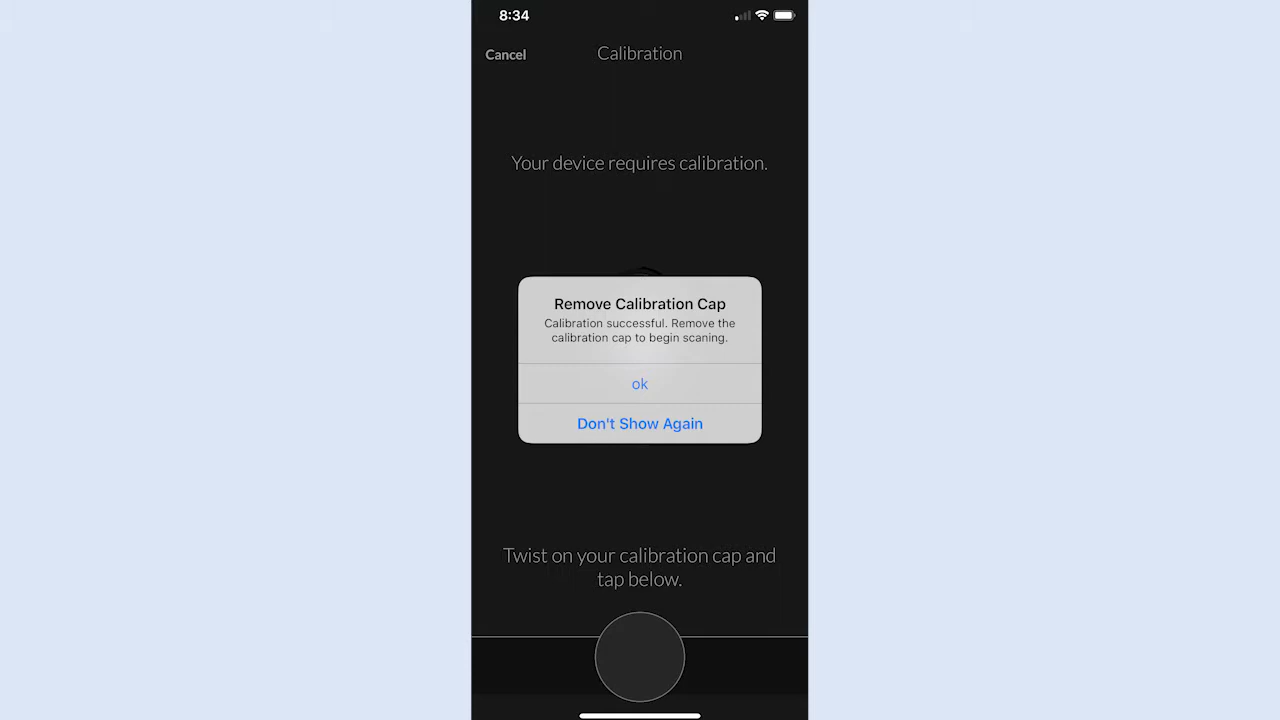 8:34
Cancel
Calibration
Your device requires calibration.
Remove Calibration Cap
Calibration successful. Remove the
calibration cap to begin scaning.
ok
Don't Show Again
Twist on your calibration cap and
tap below.